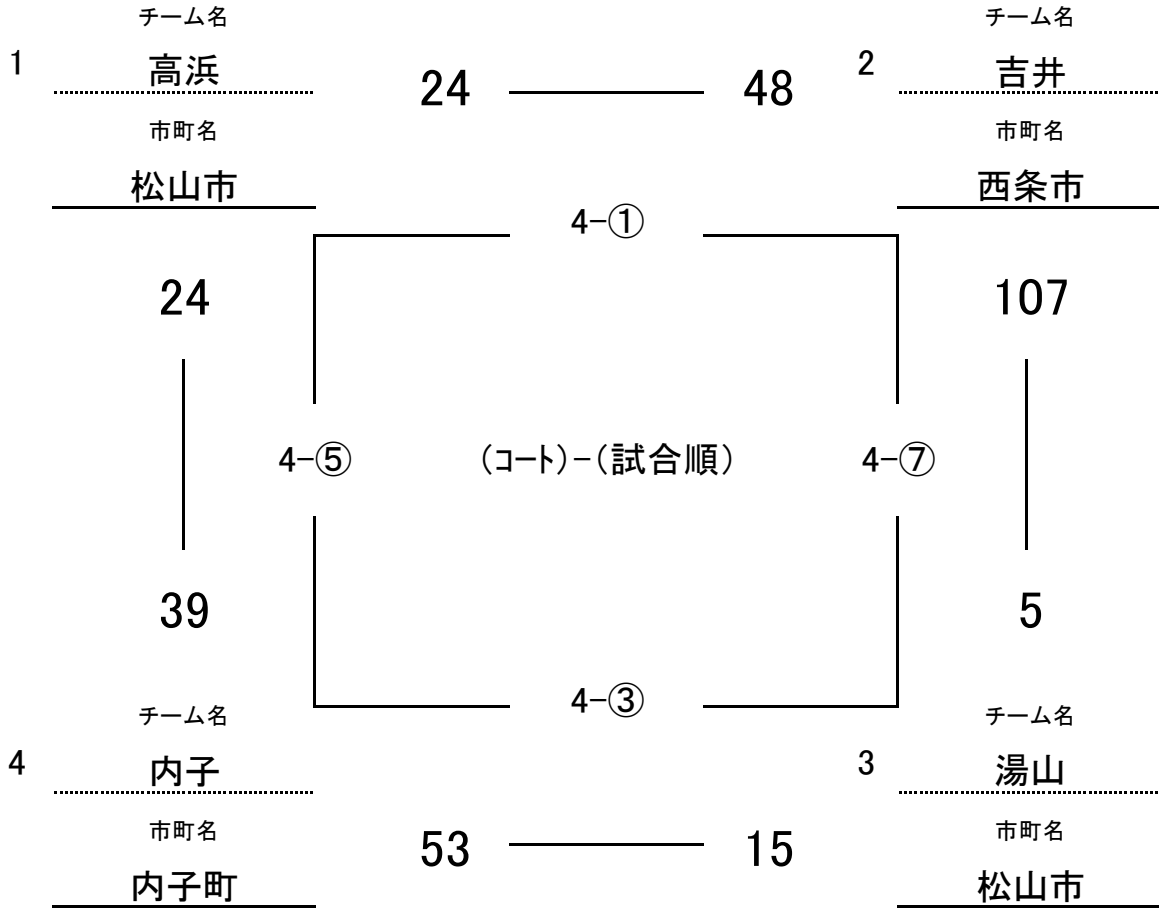 チーム名 チーム名
1 高浜 24 48 2 吉井
市町名 市町名
松山市 西条市
4-①
24 107
4-⑤ (コート)-(試合順) 4-⑦
39 5
4-③
チーム名 チーム名
4 内子 3 湯山
市町名 53 15 市町名
内子町 松山市